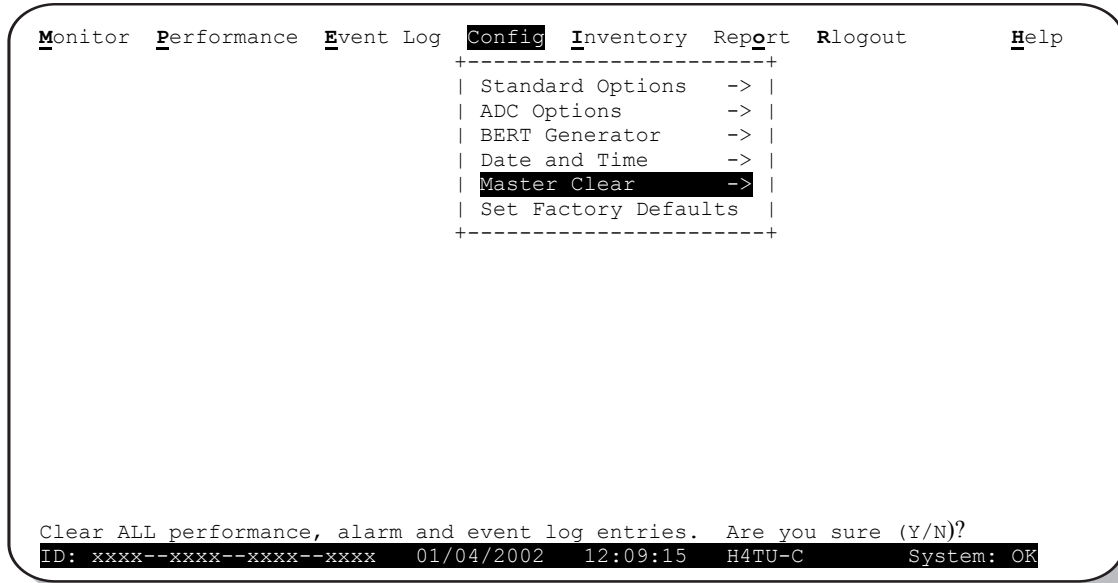 Monitor  Performance  Event Log  Config  Inventory  Report  Rlogout        Help
+-----------------------+
| Standard Options   -> |
| ADC Options        -> |
| BERT Generator     -> |
| Date and Time      -> |
| Master Clear       -> |
| Set Factory Defaults  |
+-----------------------+
Clear ALL performance, alarm and event log entries.  Are you sure (Y/N)?
ID: xxxx--xxxx--xxxx--xxxx   01/04/2002   12:09:15   H4TU-C        System: OK